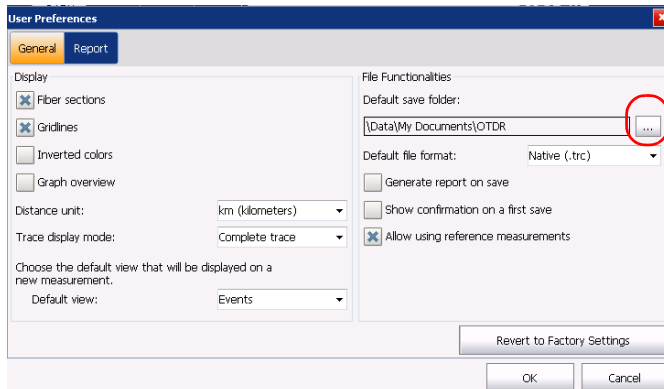 User Preferences
General Report
Display
Fiber sections
Gridlines
Inverted colors
Graph overview
Distance unit: km (kilometers)
Trace display mode: Complete trace
Choose the default view that will be displayed on a
new measurement.
Default view: Events
File Functionalities
Default save folder:
\Data\My Documents\OTDR ...
Default file format: Native (.trc)
Generate report on save
Show confirmation on a first save
Allow using reference measurements
Revert to Factory Settings
OK Cancel